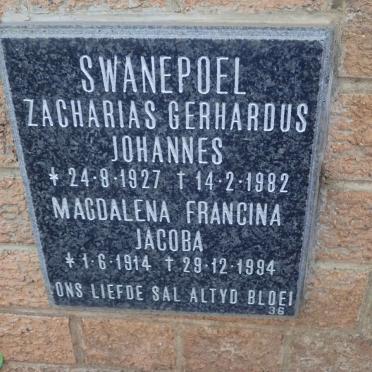 SWANEPOEL
ZACHARIAS GERHARDUS
JOHANNES
* 24·8·1927 † 14·2·1982
MAGDALENA FRANCINA
JACOBA
* 1·6·1914 † 29·12·1994
ONS LIEFDE SAL ALTYD BLOEI
36